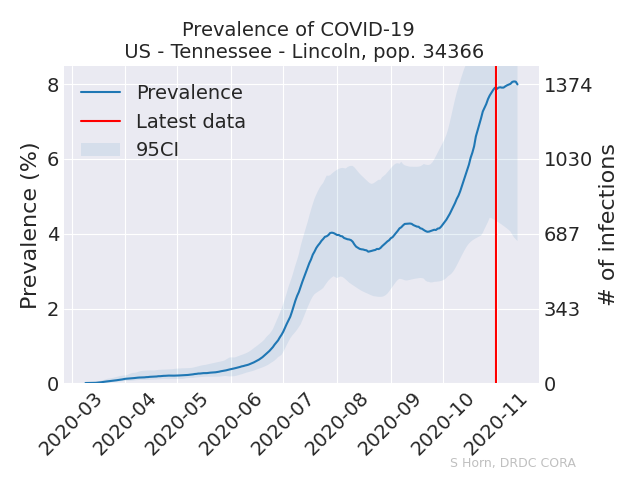 Prevalence of COVID-19
US - Tennessee - Lincoln, pop. 34366
Prevalence
Latest data
95CI
Prevalence (%)
8
6
4
2
0
1374
1030
687
343
0
# of infections
2020-03
2020-04
2020-05
2020-06
2020-07
2020-08
2020-09
2020-10
2020-11
S Horn, DRDC CORA